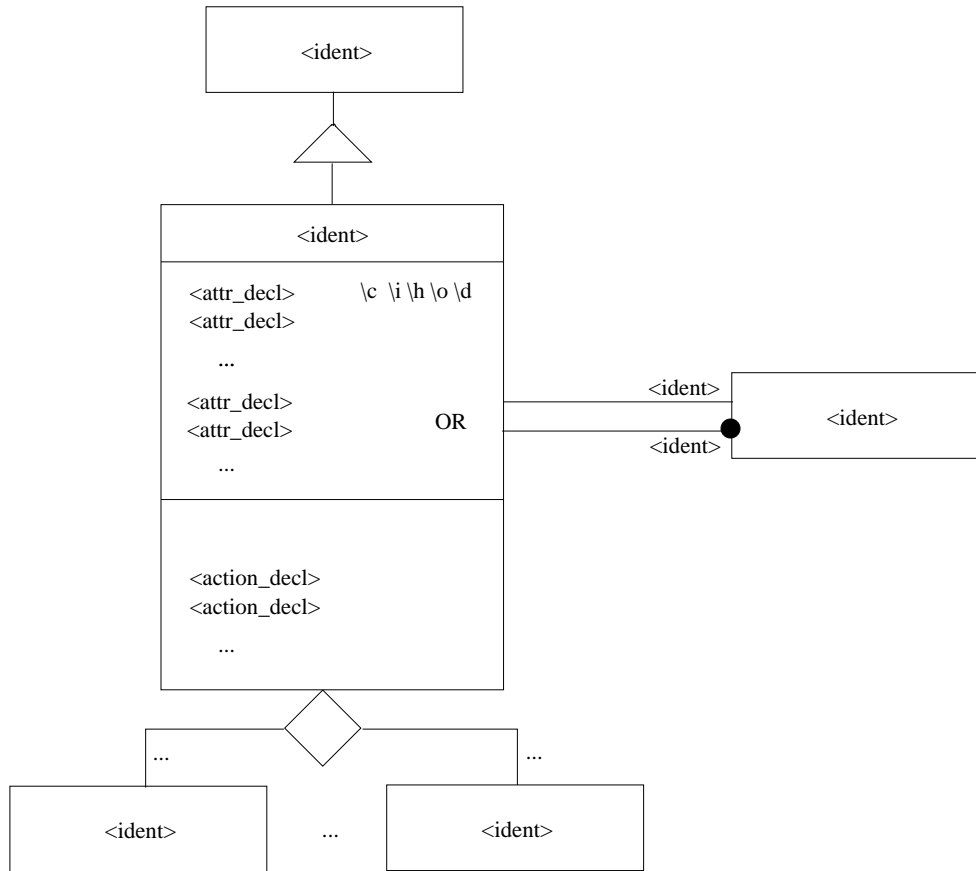 <ident>
<ident>
<attr_decl> \c \i \h \o \d
<attr_decl>
...
<attr_decl>
<attr_decl> OR
...
<ident>
<ident>
<ident>
<action_decl>
<action_decl>
...
... ...
<ident> ... <ident>